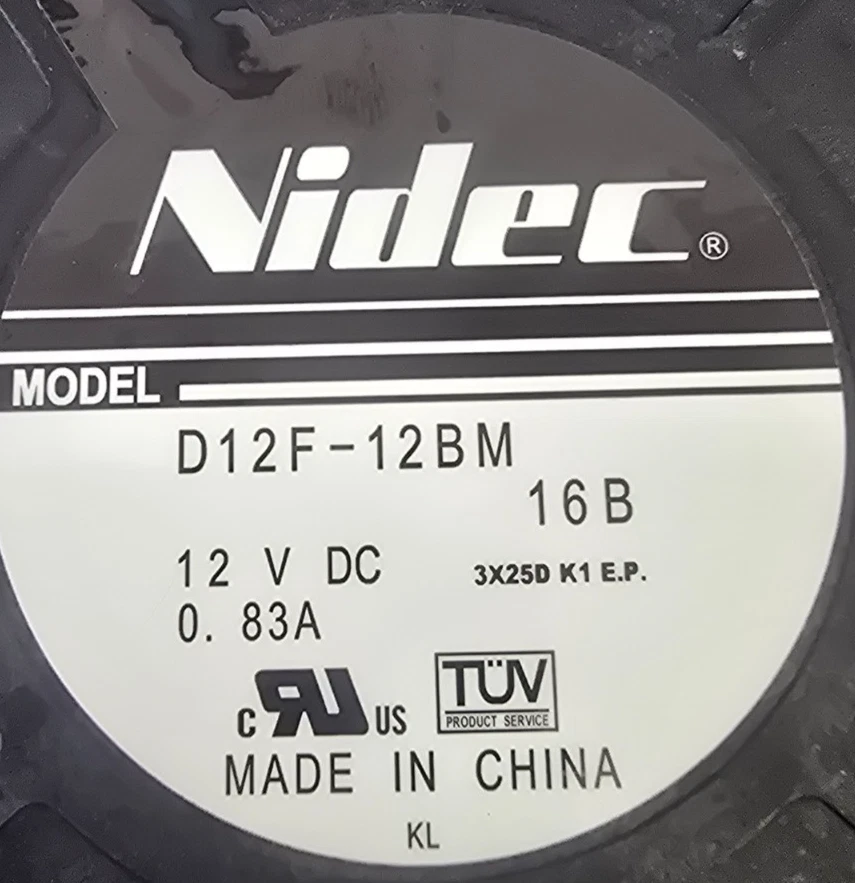 Nidec®
MODEL
D12F-12BM
16B
12 V DC
3X25D K1 E.P.
0. 83A
c RU US
TÜV
PRODUCT SERVICE
MADE IN CHINA
KL